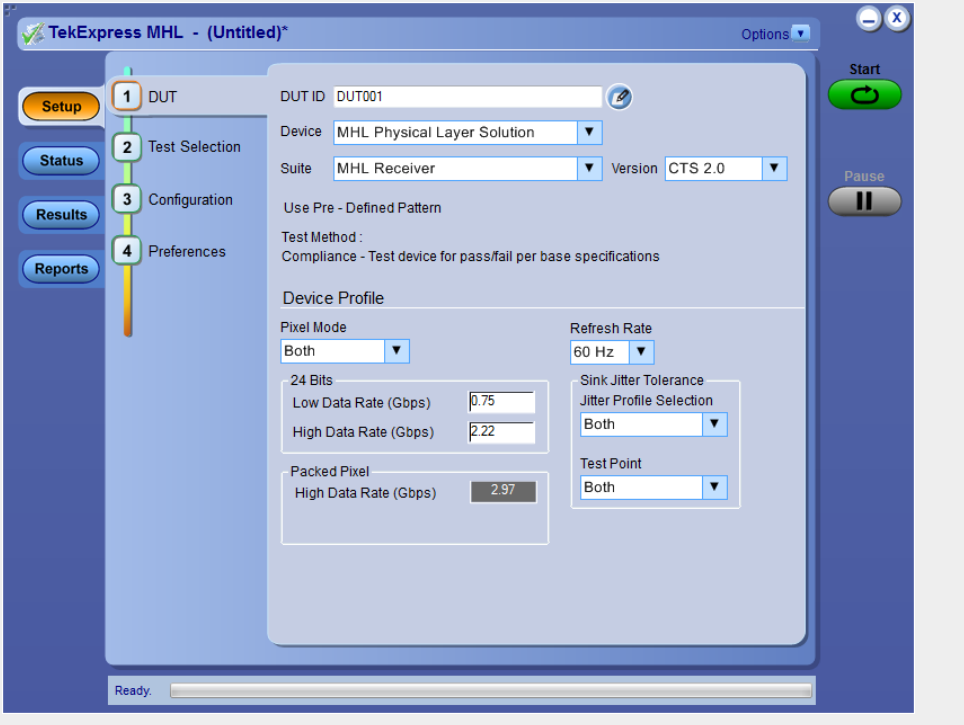 TekExpress MHL - (Untitled)*
Options
Setup
Status
Results
Reports
1 DUT
2 Test Selection
3 Configuration
4 Preferences
DUT ID DUT001
Device MHL Physical Layer Solution
Suite MHL Receiver Version CTS 2.0
Use Pre - Defined Pattern
Test Method :
Compliance - Test device for pass/fail per base specifications
Device Profile
Pixel Mode
Both
Refresh Rate
60 Hz
24 Bits
Low Data Rate (Gbps) 0.75
High Data Rate (Gbps) 2.22
Packed Pixel
High Data Rate (Gbps) 2.97
Sink Jitter Tolerance
Jitter Profile Selection
Both
Test Point
Both
Start
Pause
Ready.